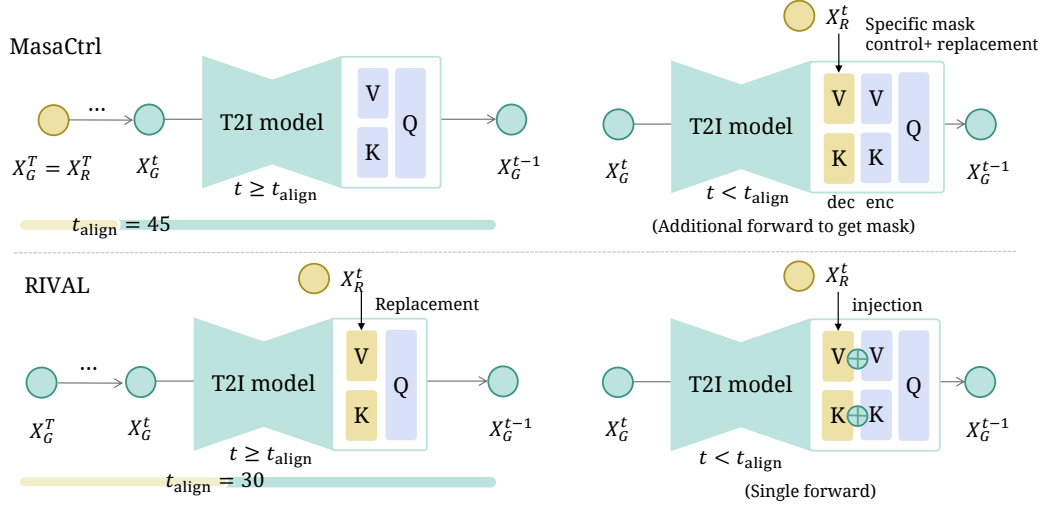 MasaCtrl
...
X_G^T = X_R^T
X_G^t
T2I model
V
K
Q
t ≥ t_align
X_G^{t-1}
t_align = 45
X_R^t
Specific mask
control+ replacement
X_G^t
T2I model
V V
K K
Q
t < t_align
dec enc
X_G^{t-1}
(Additional forward to get mask)
RIVAL
X_R^t
Replacement
...
X_G^T
X_G^t
T2I model
V
K
Q
t ≥ t_align
X_G^{t-1}
t_align = 30
X_R^t
injection
X_G^t
T2I model
V ⊕ V
K ⊕ K
Q
t < t_align
X_G^{t-1}
(Single forward)